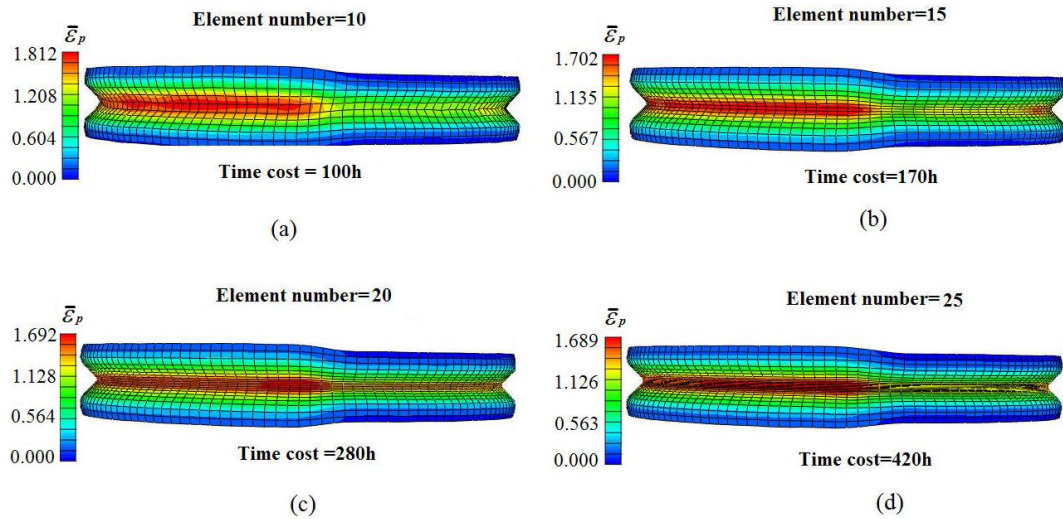 Element number=10
ε̄p
1.812
1.208
0.604
0.000
Time cost = 100h
(a)
Element number=15
ε̄p
1.702
1.135
0.567
0.000
Time cost=170h
(b)
Element number=20
ε̄p
1.692
1.128
0.564
0.000
Time cost=280h
(c)
Element number= 25
ε̄p
1.689
1.126
0.563
0.000
Time cost=420h
(d)